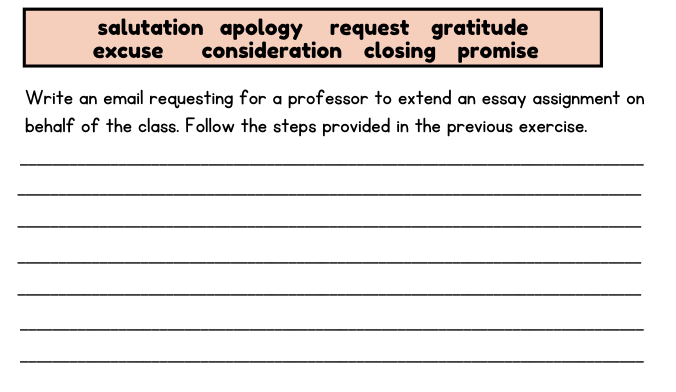 salutation apology request gratitude
excuse consideration closing promise
Write an email requesting for a professor to extend an essay assignment on
behalf of the class. Follow the steps provided in the previous exercise.